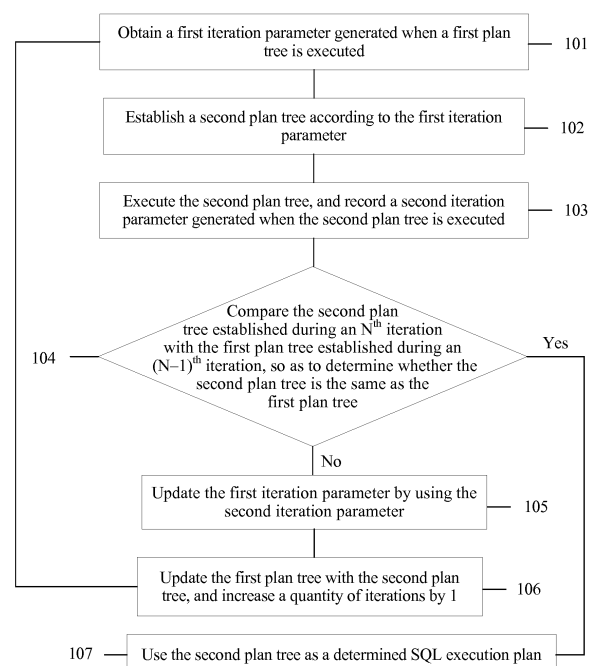 Obtain a first iteration parameter generated when a first plan
tree is executed
101
Establish a second plan tree according to the first iteration
parameter
102
Execute the second plan tree, and record a second iteration
parameter generated when the second plan tree is executed
103
Compare the second plan
tree established during an Nth iteration
with the first plan tree established during an
(N–1)th iteration, so as to determine whether the
second plan tree is the same as the
first plan tree
104
Yes
No
Update the first iteration parameter by using the
second iteration parameter
105
Update the first plan tree with the second plan
tree, and increase a quantity of iterations by 1
106
107
Use the second plan tree as a determined SQL execution plan